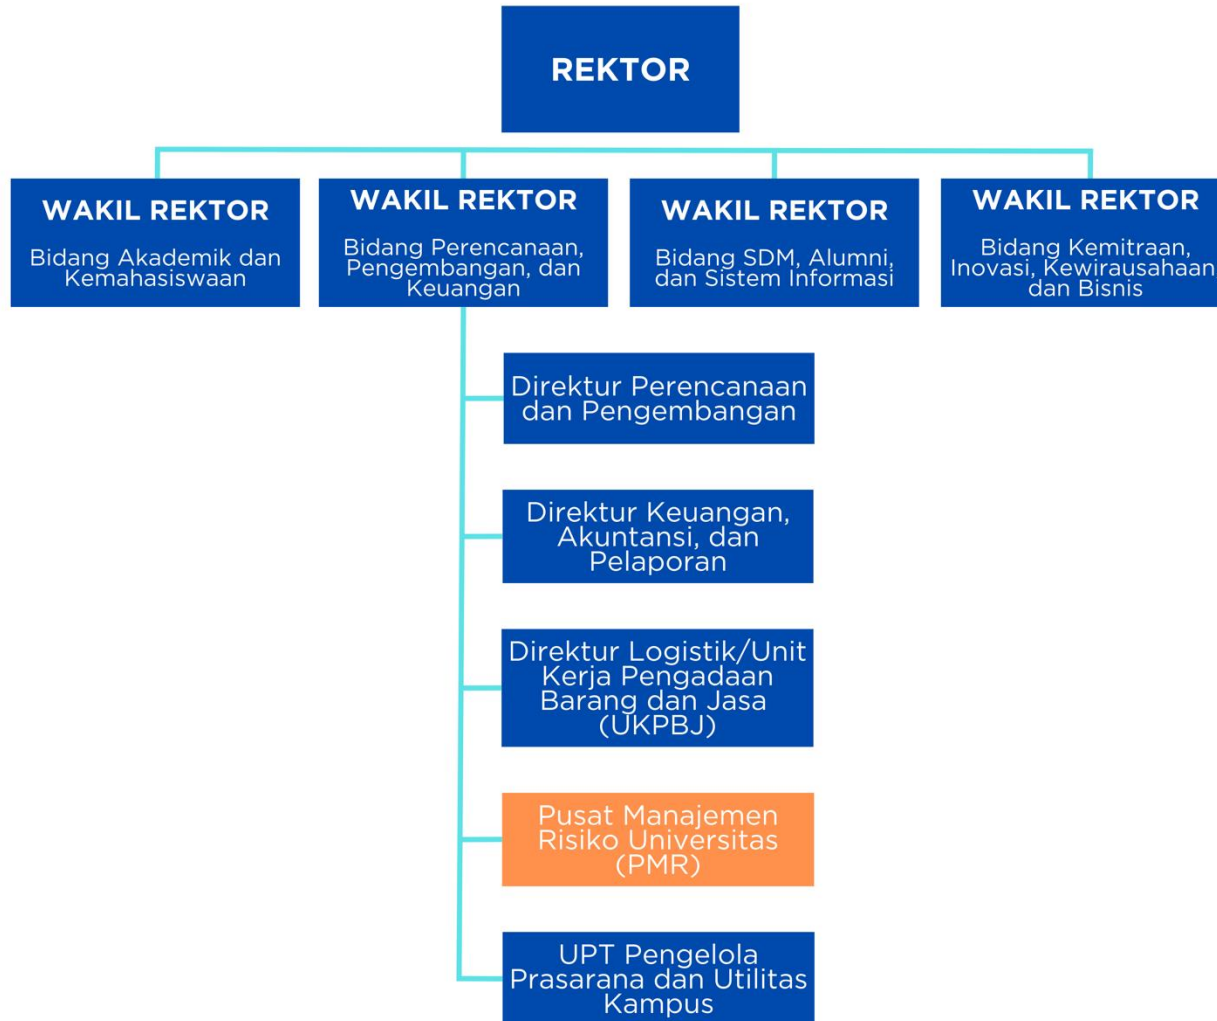 REKTOR
WAKIL REKTOR
Bidang Akademik dan
Kemahasiswaan
WAKIL REKTOR
Bidang Perencanaan,
Pengembangan, dan
Keuangan
WAKIL REKTOR
Bidang SDM, Alumni,
dan Sistem Informasi
WAKIL REKTOR
Bidang Kemitraan,
Inovasi, Kewirausahaan
dan Bisnis
Direktur Perencanaan
dan Pengembangan
Direktur Keuangan,
Akuntansi, dan
Pelaporan
Direktur Logistik/Unit
Kerja Pengadaan
Barang dan Jasa
(UKPBJ)
Pusat Manajemen
Risiko Universitas
(PMR)
UPT Pengelola
Prasarana dan Utilitas
Kampus